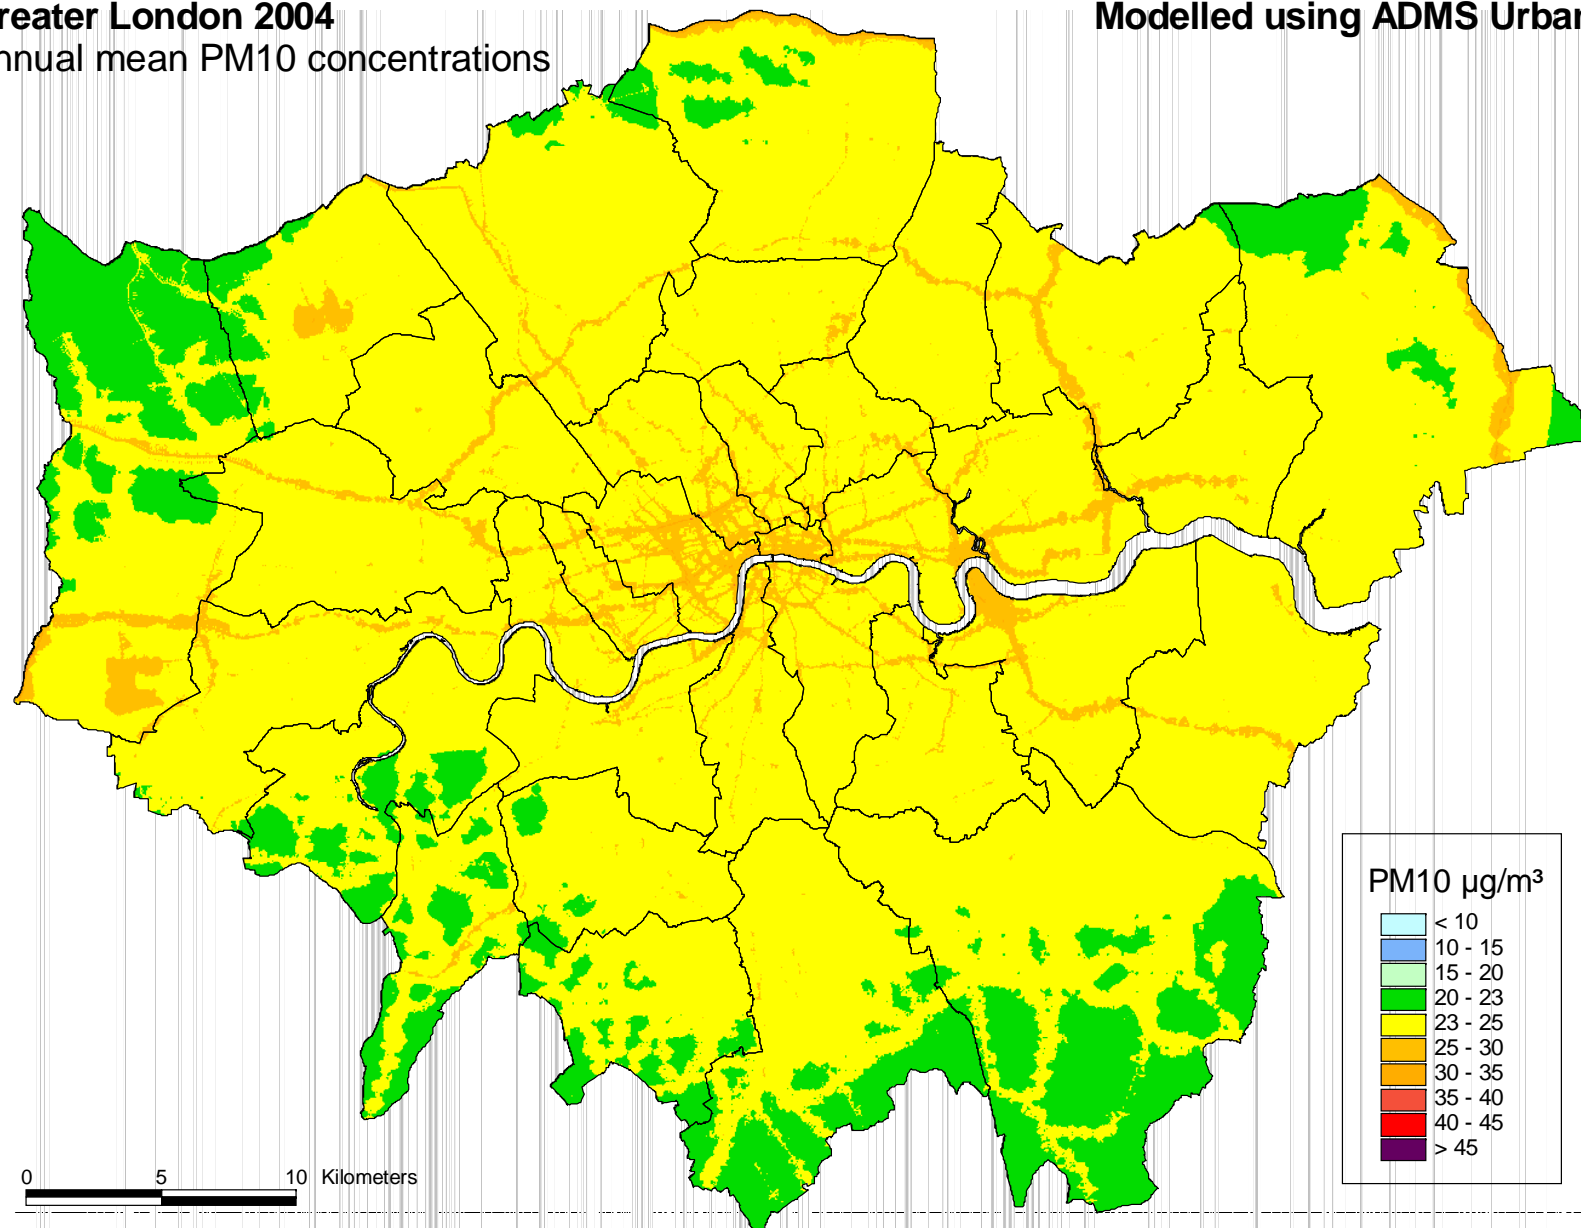 reater London 2004
nnual mean PM10 concentrations
Modelled using ADMS Urban
PM10 µg/m³
< 10
10 - 15
15 - 20
20 - 23
23 - 25
25 - 30
30 - 35
35 - 40
40 - 45
> 45
0 5 10 Kilometers